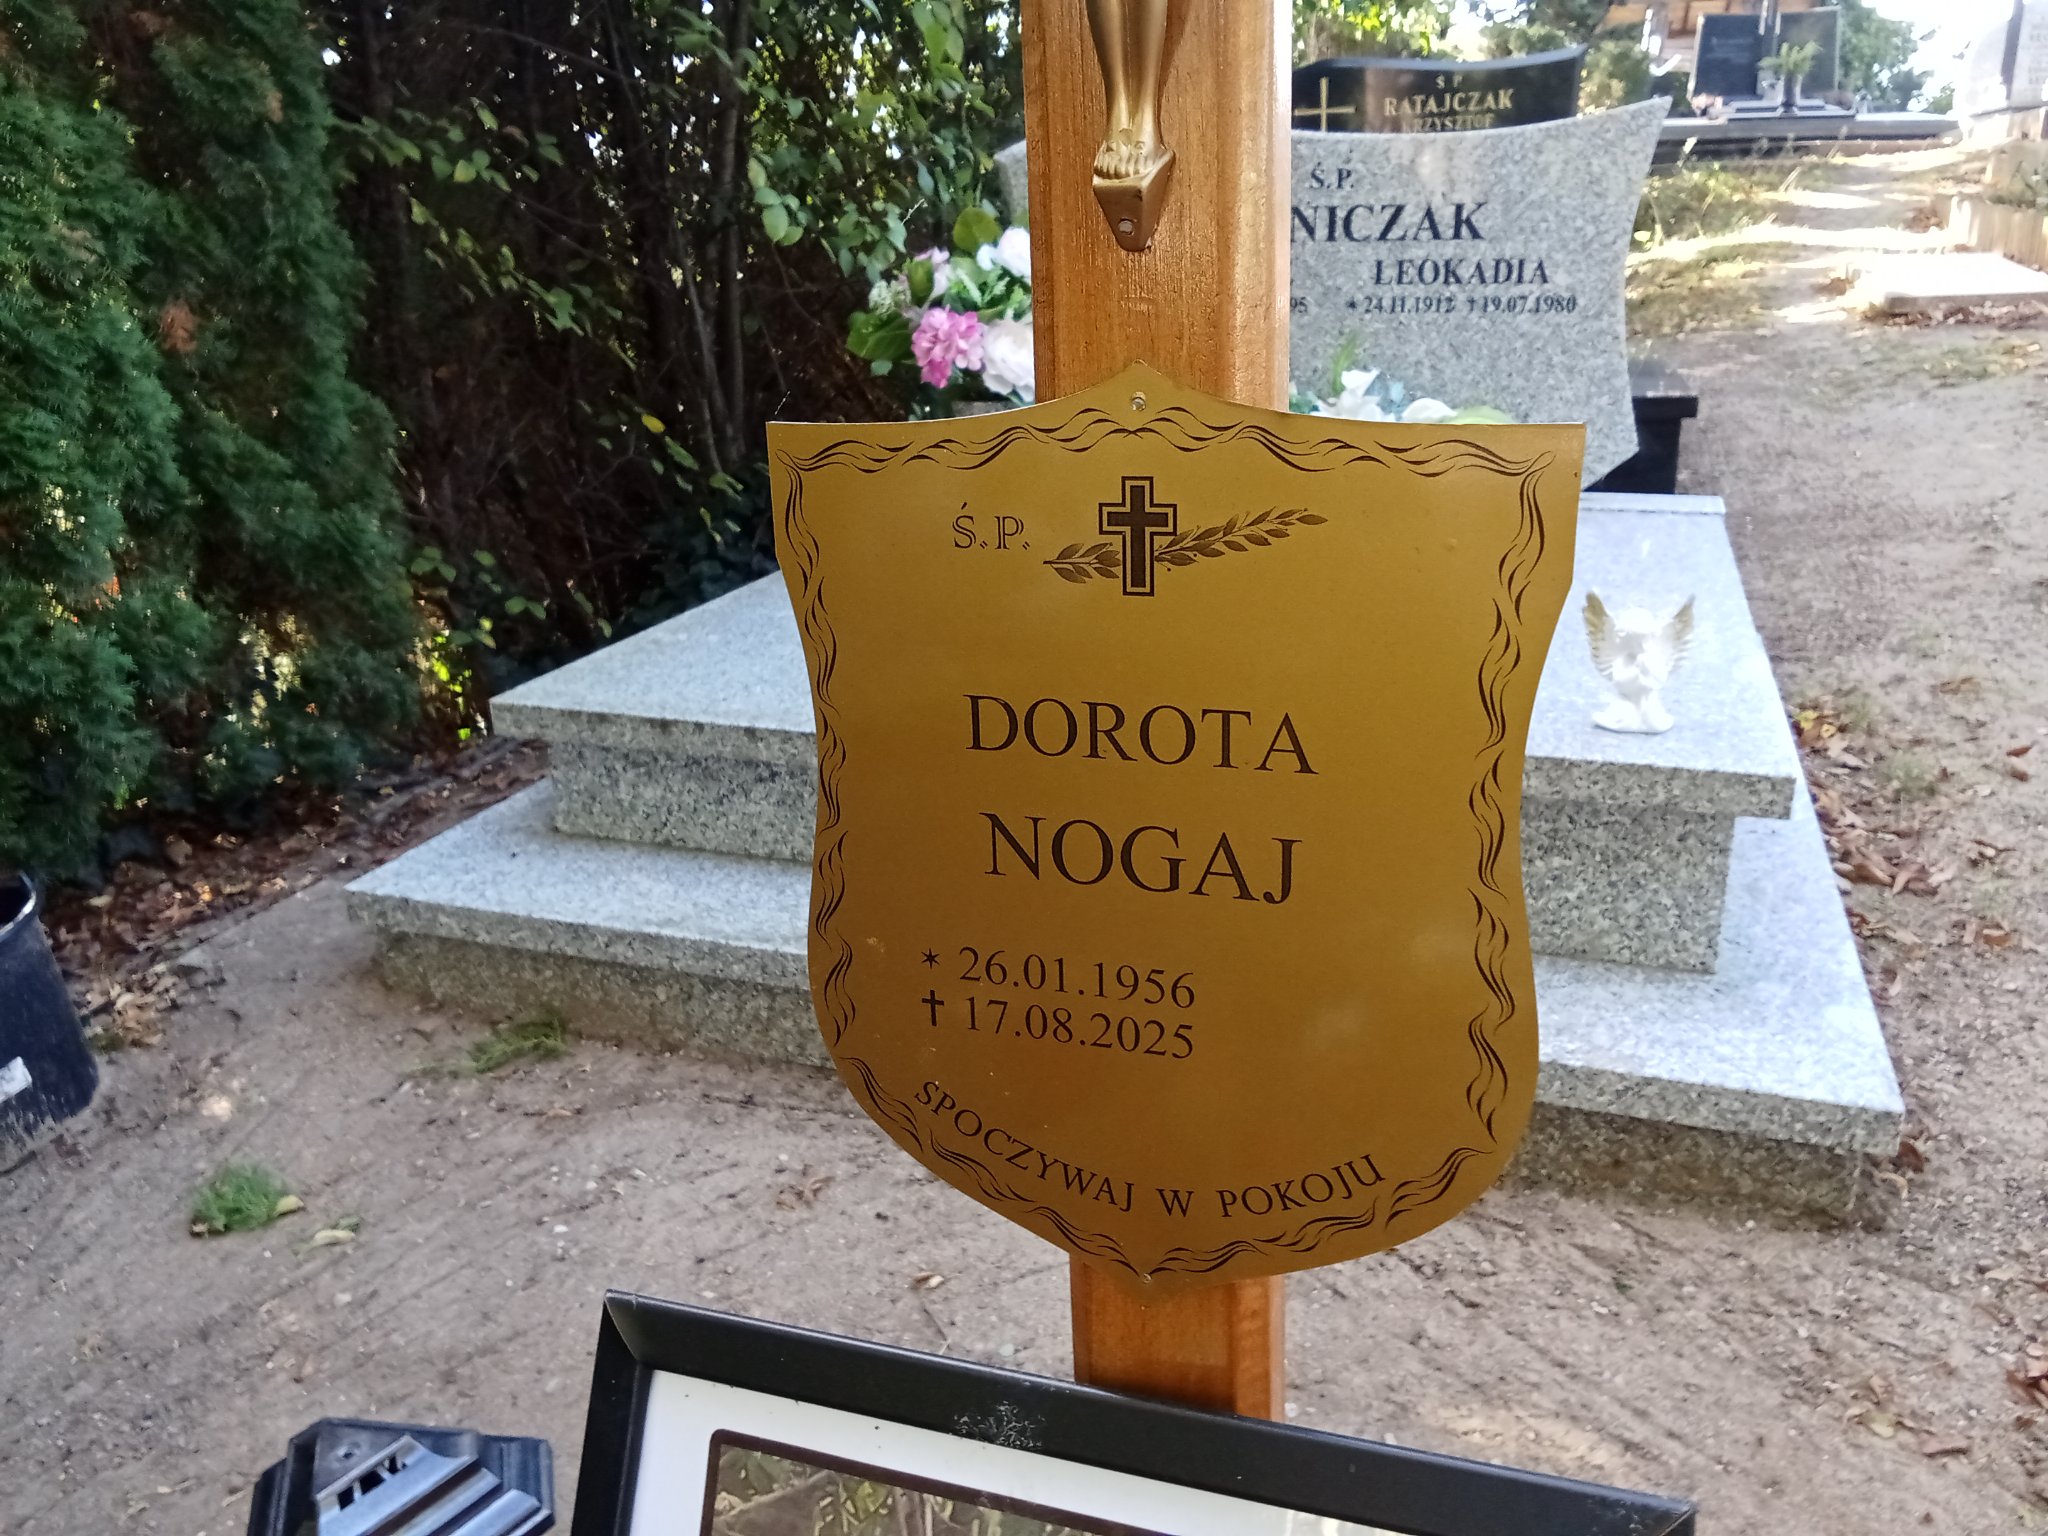 Ś.P.
RATAJCZAK
Ś.P.
NICZAK
LEOKADIA
95 * 24.11.1912 † 19.07.1980
Ś.P.
DOROTA
NOGAJ
* 26.01.1956
† 17.08.2025
SPOCZYWAJ W POKOJU